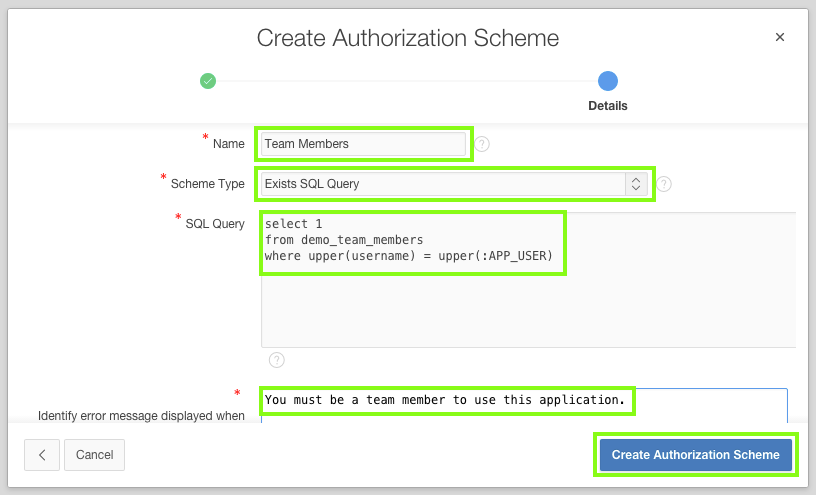 Create Authorization Scheme
×
Details
* Name
Team Members
?
* Scheme Type
Exists SQL Query
?
* SQL Query
select 1
from demo_team_members
where upper(username) = upper(:APP_USER)
?
*
Identify error message displayed when
You must be a team member to use this application.
Cancel
Create Authorization Scheme